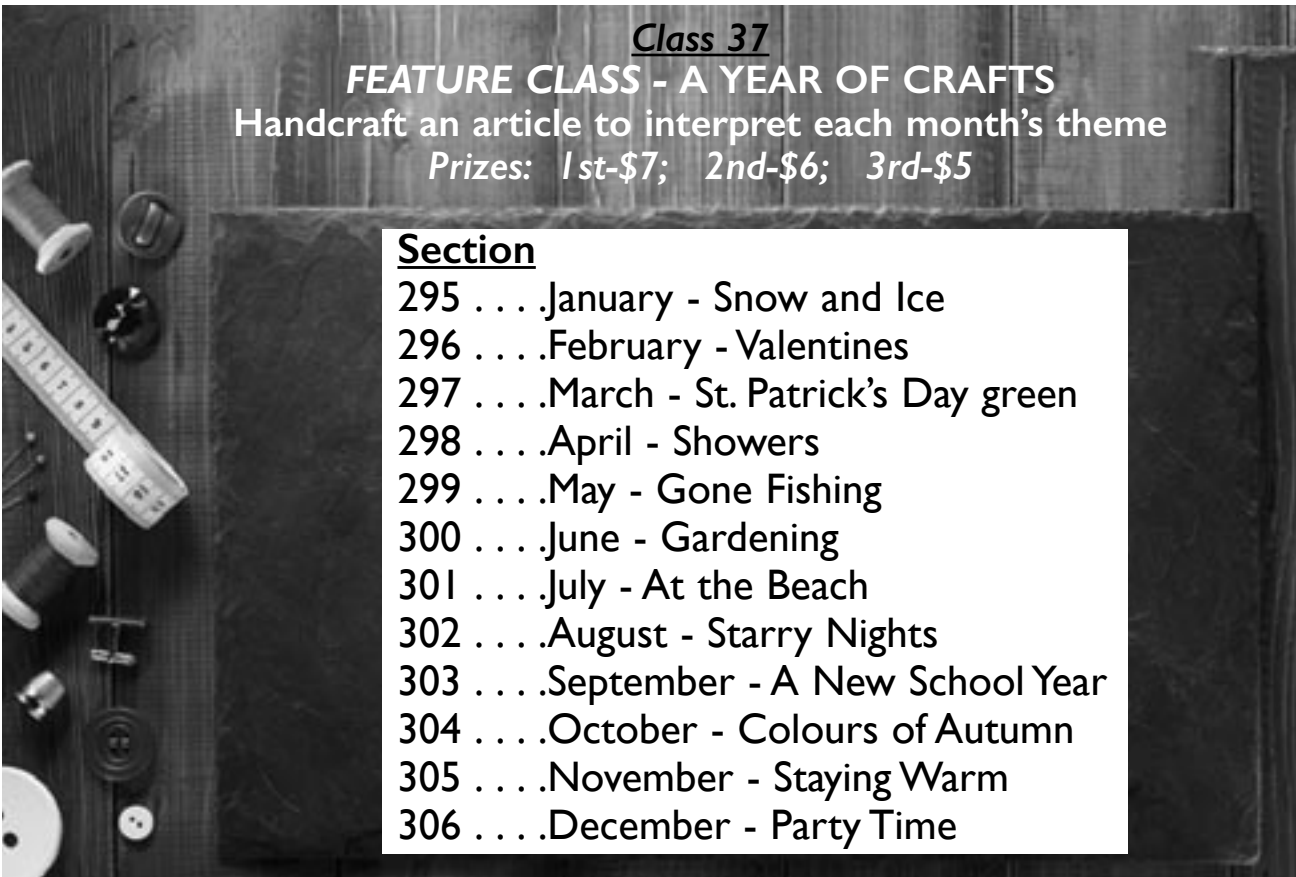 Class 37
FEATURE CLASS - A YEAR OF CRAFTS
Handcraft an article to interpret each month's theme
Prizes: 1st-$7; 2nd-$6; 3rd-$5
Section
295 . . . .January - Snow and Ice
296 . . . .February - Valentines
297 . . . .March - St. Patrick's Day green
298 . . . .April - Showers
299 . . . .May - Gone Fishing
300 . . . .June - Gardening
301 . . . .July - At the Beach
302 . . . .August - Starry Nights
303 . . . .September - A New School Year
304 . . . .October - Colours of Autumn
305 . . . .November - Staying Warm
306 . . . .December - Party Time